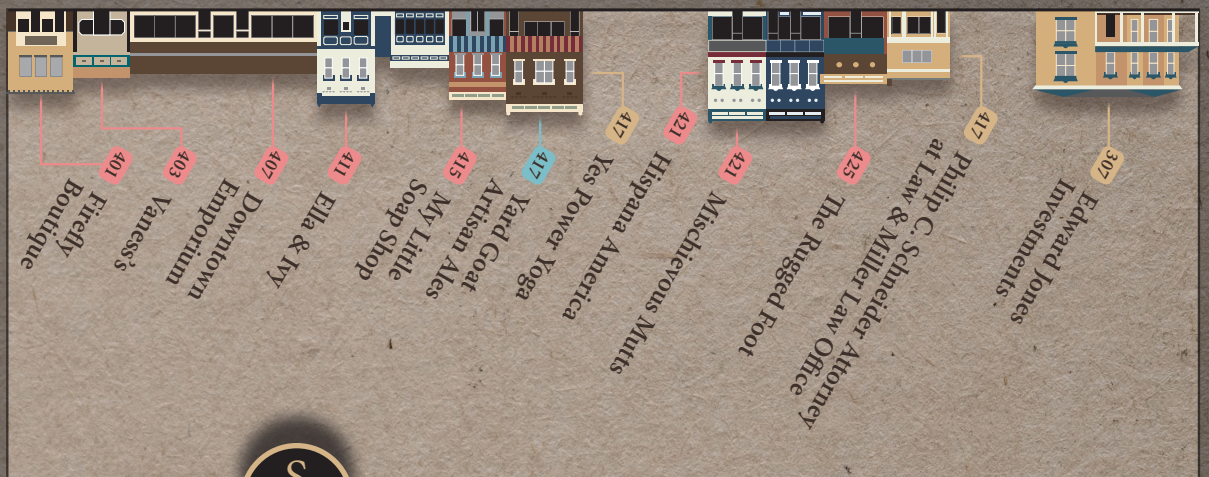 401
Firefly
Boutique
403
Vaness's
407
Downtown
Emporium
411
Ella & Ivy
415
My Little
Soap Shop
417
Yard Goat
Artisan Ales
417
Yes Power Yoga
421
Hispana America
421
Mischievous Mutts
425
The Rugged Foot
417
Philip C. Schneider Attorney
at Law & Miller Law Office
307
Edward Jones
Investments
S